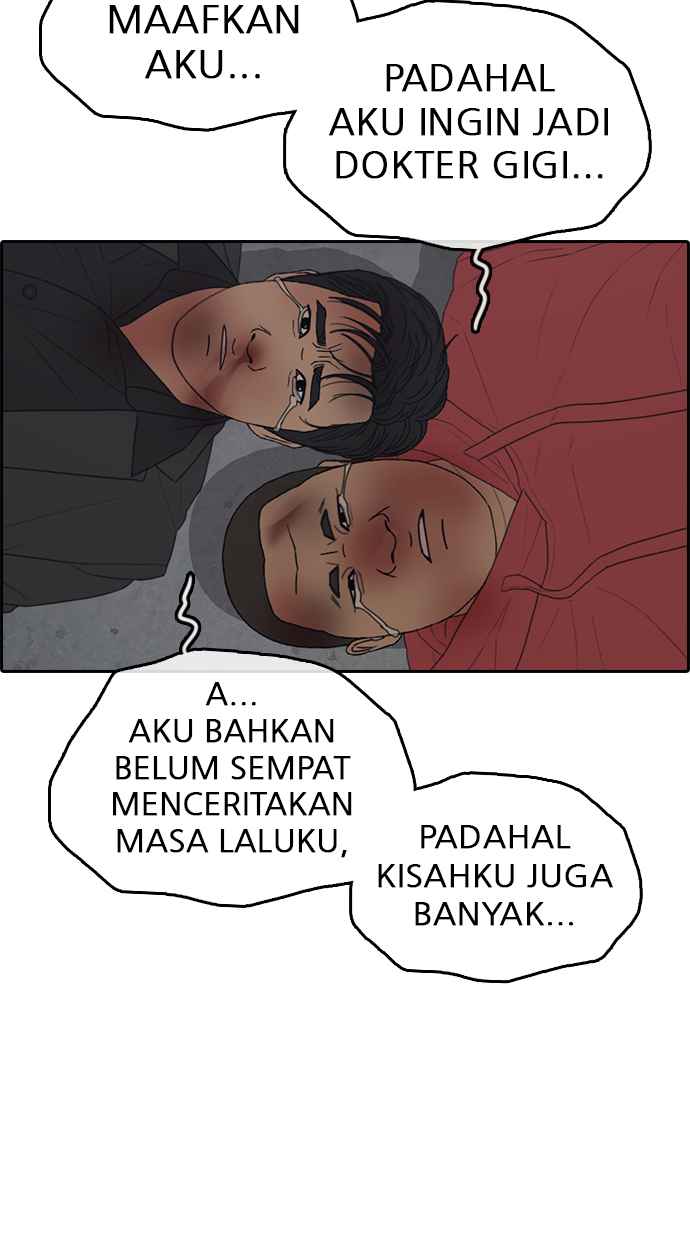 MAAFKAN
AKU...
PADAHAL
AKU INGIN JADI
DOKTER GIGI...
A...
AKU BAHKAN
BELUM SEMPAT
MENCERITAKAN
MASA LALUKU,
PADAHAL
KISAHKU JUGA
BANYAK...